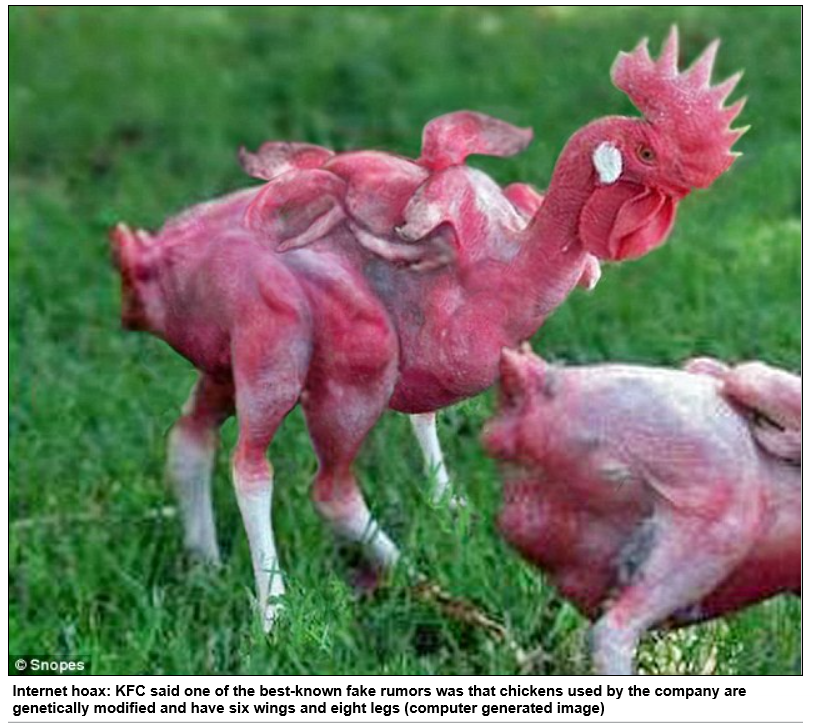 © Snopes
Internet hoax: KFC said one of the best-known fake rumors was that chickens used by the company are
genetically modified and have six wings and eight legs (computer generated image)